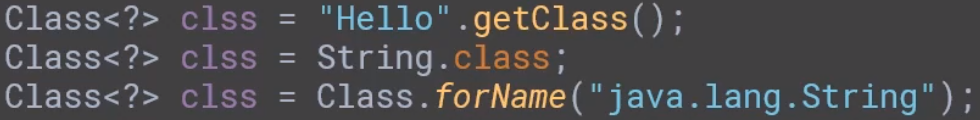 Class<?> clss = "Hello".getClass();
Class<?> clss = String.class;
Class<?> clss = Class.forName("java.lang.String");